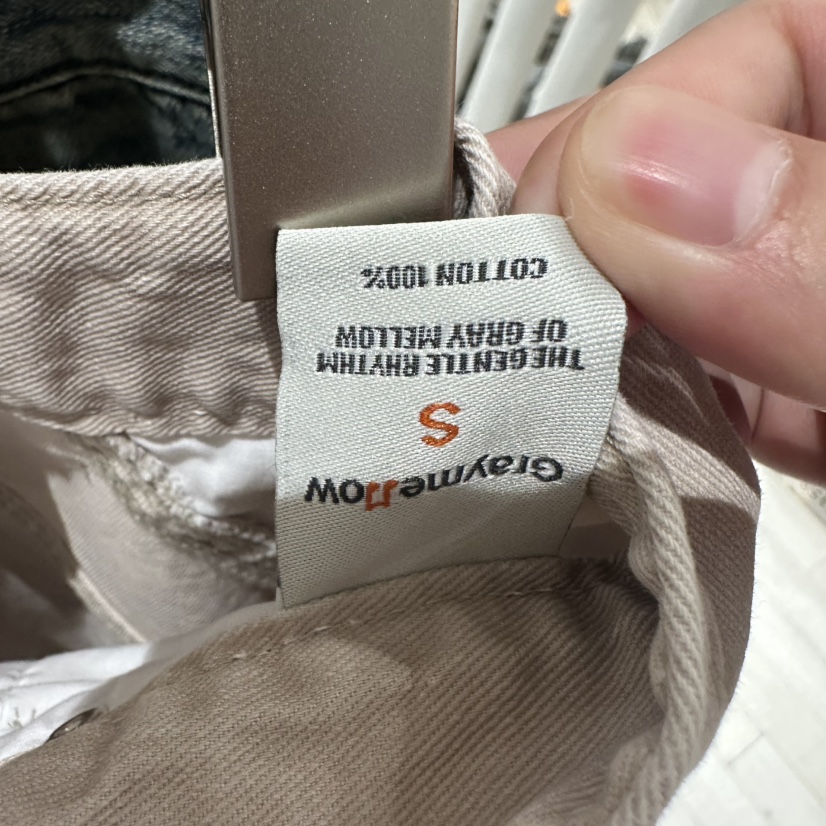 Graymellow
S
THE GENTLE RHYTHM
OF GRAY MELLOW
COTTON 100%